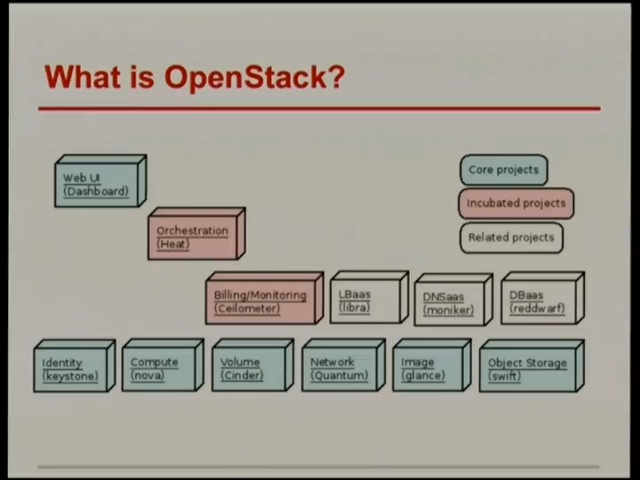 What is OpenStack?
Web UI
(Dashboard)
Core projects
Incubated projects
Related projects
Orchestration
(Heat)
Billing/Monitoring
(Ceilometer)
LBaas
(libra)
DNSaas
(moniker)
DBaas
(reddwarf)
Identity
(keystone)
Compute
(nova)
Volume
(Cinder)
Network
(Quantum)
Image
(glance)
Object Storage
(swift)